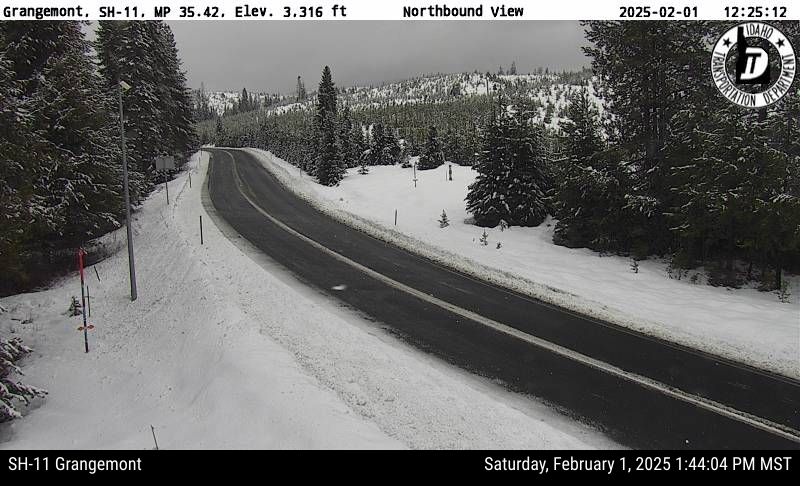 Grangemont, SH-11, MP 35.42, Elev. 3,316 ft Northbound View 2025-02-01 12:25:12
IDAHO
TRANSPORTATION DEPARTMENT
SH-11 Grangemont Saturday, February 1, 2025 1:44:04 PM MST